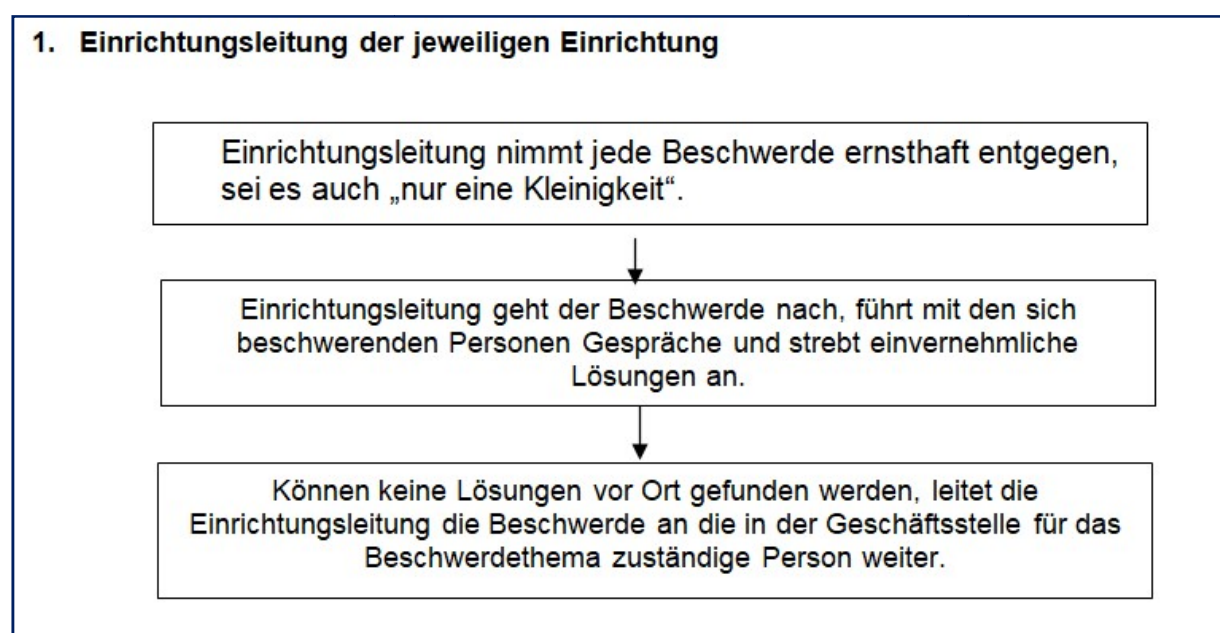 1. Einrichtungsleitung der jeweiligen Einrichtung
Einrichtungsleitung nimmt jede Beschwerde ernsthaft entgegen,
sei es auch „nur eine Kleinigkeit“.
Einrichtungsleitung geht der Beschwerde nach, führt mit den sich
beschwerenden Personen Gespräche und strebt einvernehmliche
Lösungen an.
Können keine Lösungen vor Ort gefunden werden, leitet die
Einrichtungsleitung die Beschwerde an die in der Geschäftsstelle für das
Beschwerdethema zuständige Person weiter.